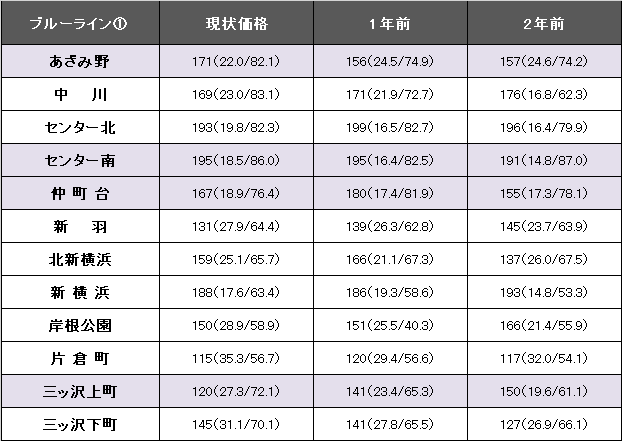 ブルーライン① 現状価格 1年前 2年前
あざみ野 171(22.0/82.1) 156(24.5/74.9) 157(24.6/74.2)
中川 169(23.0/83.1) 171(21.9/72.7) 176(16.8/62.3)
センター北 193(19.8/82.3) 199(16.5/82.7) 196(16.4/79.9)
センター南 195(18.5/86.0) 195(16.4/82.5) 191(14.8/87.0)
仲町台 167(18.9/76.4) 180(17.4/81.9) 155(17.3/78.1)
新羽 131(27.9/64.4) 139(26.3/62.8) 145(23.7/63.9)
北新横浜 159(25.1/65.7) 166(21.1/67.3) 137(26.0/67.5)
新横浜 188(17.6/63.4) 186(19.3/58.6) 193(14.8/53.3)
岸根公園 150(28.9/58.9) 151(25.5/40.3) 166(21.4/55.9)
片倉町 115(35.3/56.7) 120(29.4/56.6) 117(32.0/54.1)
三ッ沢上町 120(27.3/72.1) 141(23.4/65.3) 150(19.6/61.1)
三ッ沢下町 145(31.1/70.1) 141(27.8/65.5) 127(26.9/66.1)